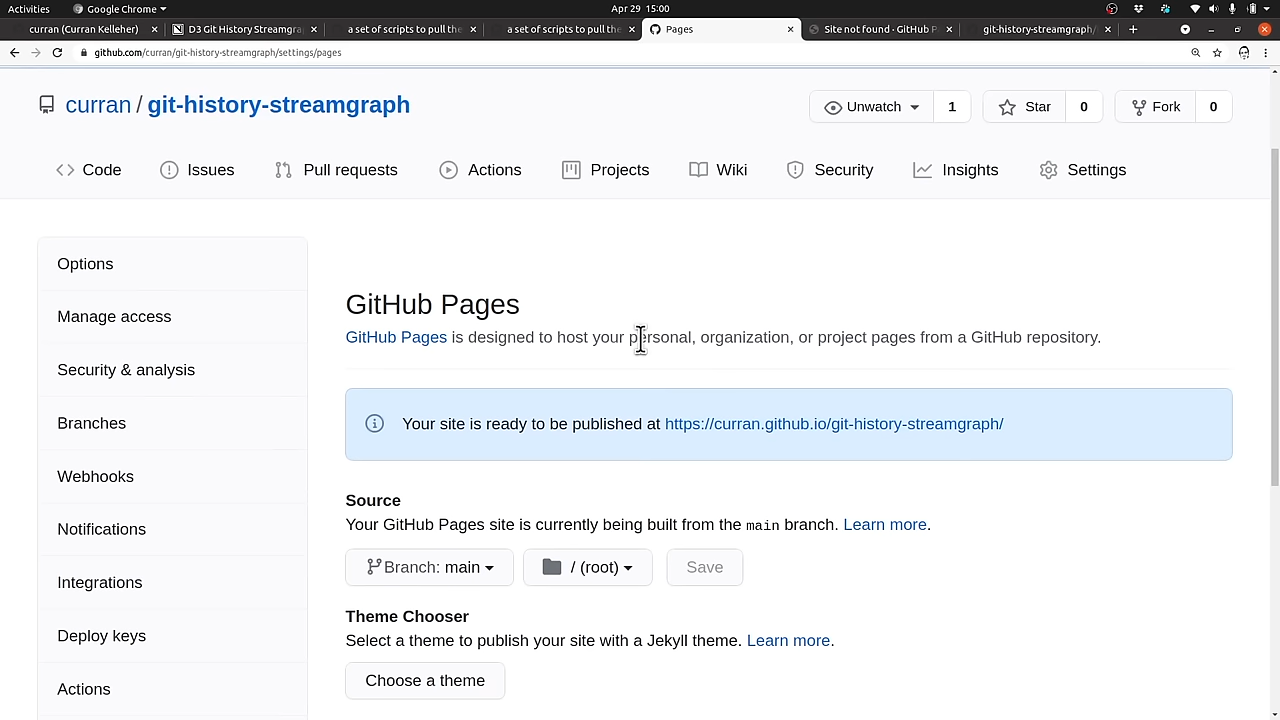 Activities Google Chrome Apr 29 15:00
curran (Curran Kelleher) D3 Git History Streamgra a set of scripts to pull the a set of scripts to pull the Pages Site not found · GitHub P git-history-streamgraph/
github.com/curran/git-history-streamgraph/settings/pages
curran / git-history-streamgraph Unwatch 1 Star 0 Fork 0
Code Issues Pull requests Actions Projects Wiki Security Insights Settings
Options
Manage access
Security & analysis
Branches
Webhooks
Notifications
Integrations
Deploy keys
Actions
GitHub Pages
GitHub Pages is designed to host your personal, organization, or project pages from a GitHub repository.
Your site is ready to be published at https://curran.github.io/git-history-streamgraph/
Source
Your GitHub Pages site is currently being built from the main branch. Learn more.
Branch: main / (root) Save
Theme Chooser
Select a theme to publish your site with a Jekyll theme. Learn more.
Choose a theme